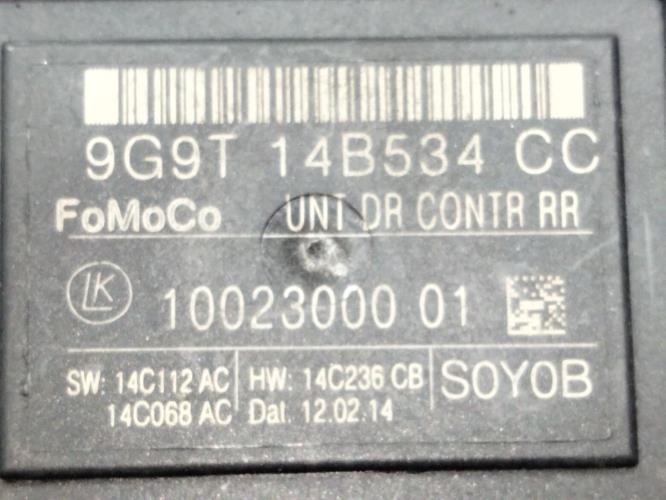 9G9T 14B534 CC
FoMoCo UNT DR CONTR RR
LK 10023000 01
SW: 14C112 AC HW: 14C236 CB S0Y0B
14C068 AC Dat. 12.02.14